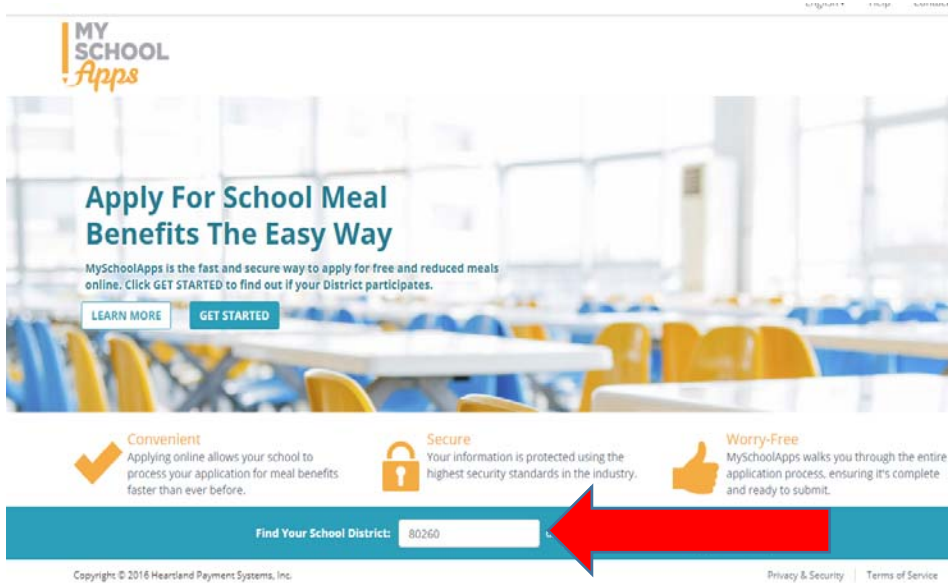 English▾ Help Contact
MY
SCHOOL
Apps
Apply For School Meal
Benefits The Easy Way
MySchoolApps is the fast and secure way to apply for free and reduced meals
online. Click GET STARTED to find out if your District participates.
LEARN MORE GET STARTED
Convenient
Applying online allows your school to
process your application for meal benefits
faster than ever before.
Secure
Your information is protected using the
highest security standards in the industry.
Worry-Free
MySchoolApps walks you through the entire
application process, ensuring it's complete
and ready to submit.
Find Your School District: 80260
Copyright © 2016 Heartland Payment Systems, Inc. Privacy & Security Terms of Service